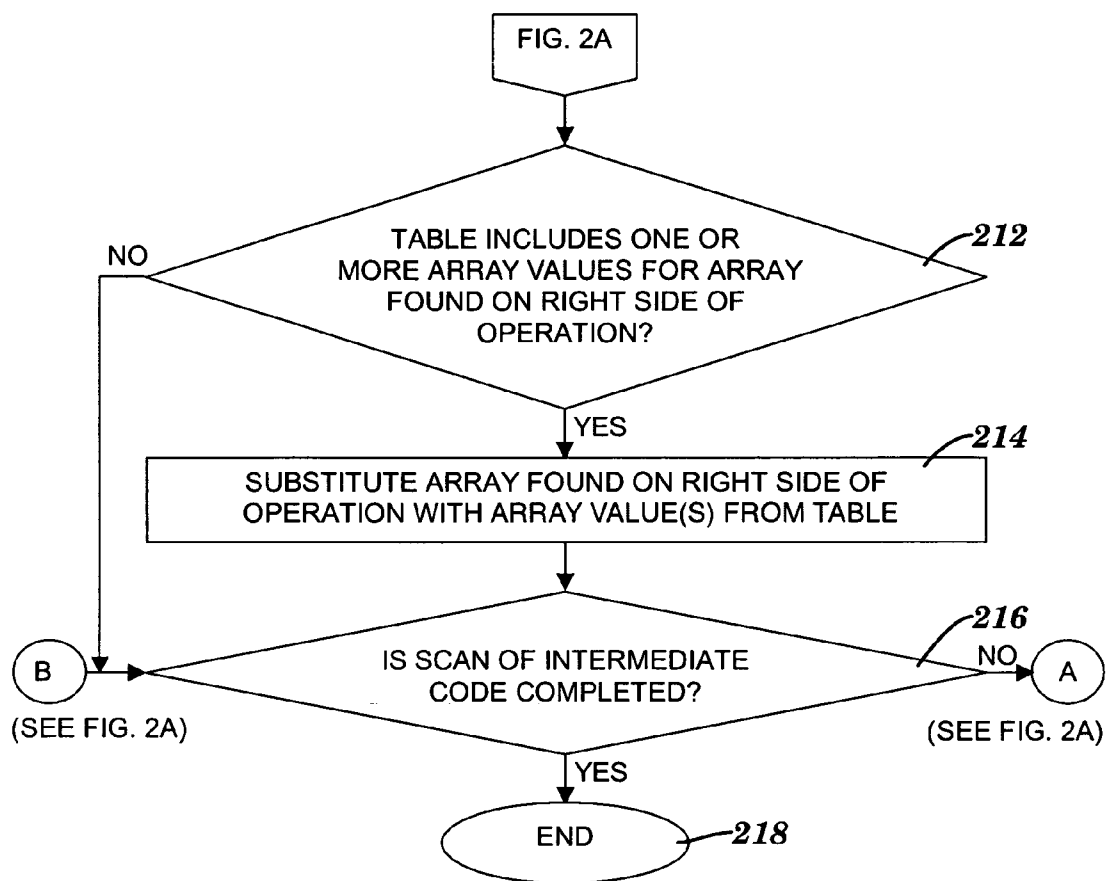 FIG. 2A
TABLE INCLUDES ONE OR
MORE ARRAY VALUES FOR ARRAY
FOUND ON RIGHT SIDE OF
OPERATION?
212
NO
YES
214
SUBSTITUTE ARRAY FOUND ON RIGHT SIDE OF
OPERATION WITH ARRAY VALUE(S) FROM TABLE
216
B
IS SCAN OF INTERMEDIATE
CODE COMPLETED?
NO
A
(SEE FIG. 2A)
(SEE FIG. 2A)
YES
END
218